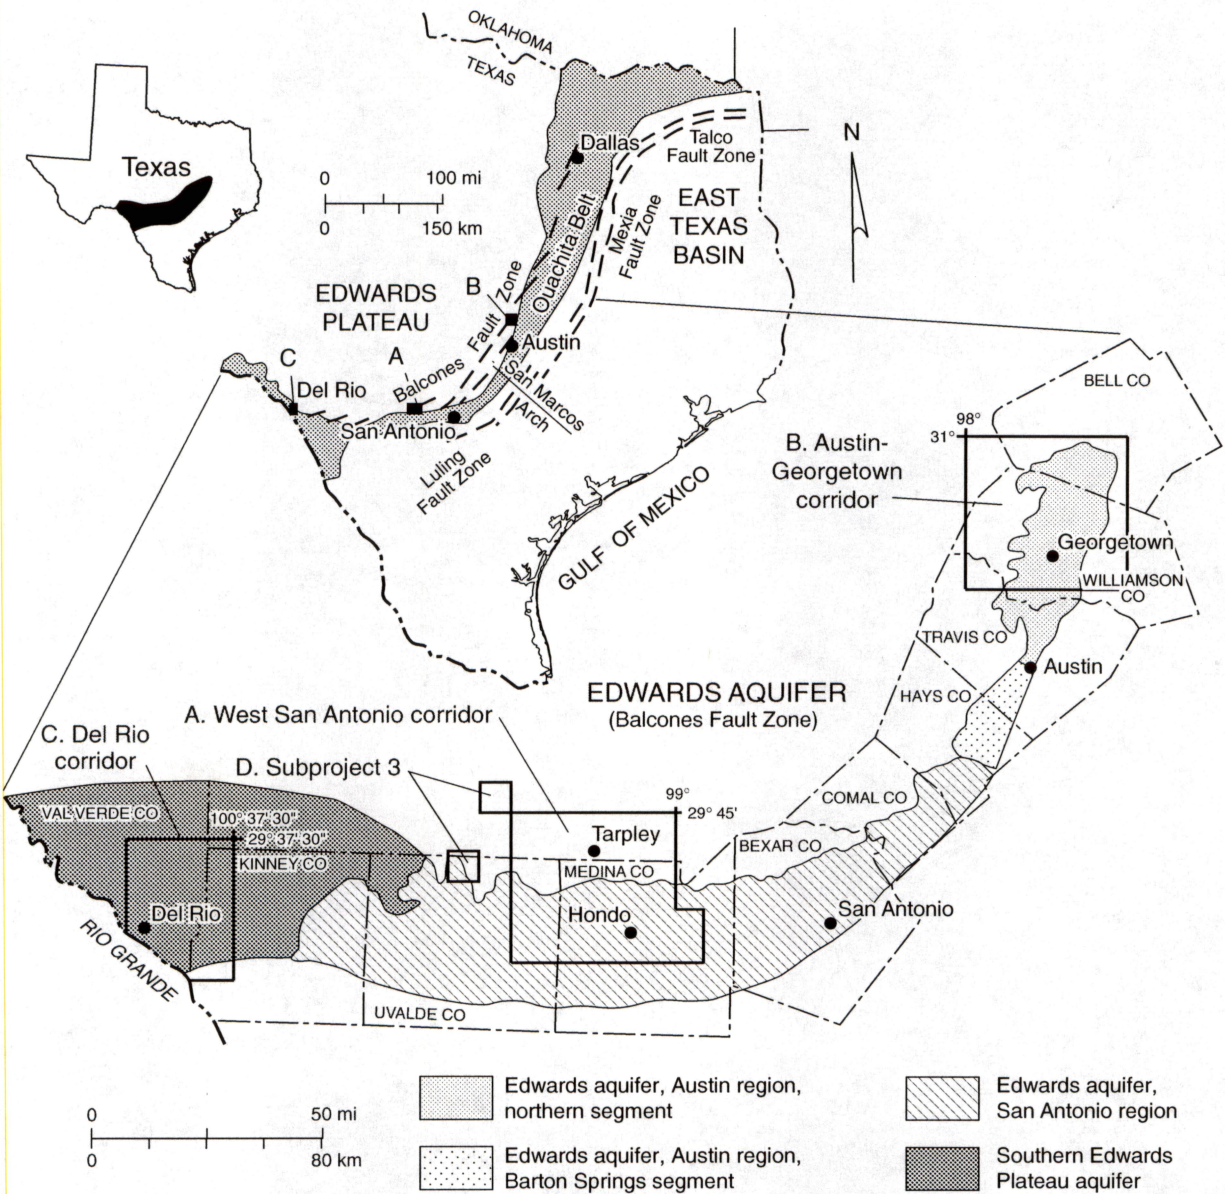 OKLAHOMA
TEXAS
Texas
0 100 mi
0 150 km
N
Dallas
Talco
Fault Zone
EAST
TEXAS
BASIN
Mexia
Fault Zone
Ouachita Belt
EDWARDS
PLATEAU
B
Balcones Fault Zone
Austin
A
C
Del Rio
San Antonio
San Marcos
Arch
Luling
Fault Zone
GULF OF MEXICO
BELL CO
98°
31°
B. Austin-
Georgetown
corridor
Georgetown
WILLIAMSON
CO
TRAVIS CO
Austin
HAYS CO
EDWARDS AQUIFER
(Balcones Fault Zone)
A. West San Antonio corridor
C. Del Rio
corridor
D. Subproject 3
99°
29° 45'
COMAL CO
VAL VERDE CO
100° 37' 30"
29° 37' 30"
KINNEY CO
Tarpley
BEXAR CO
MEDINA CO
Del Rio
Hondo
San Antonio
RIO GRANDE
UVALDE CO
0 50 mi
0 80 km
Edwards aquifer, Austin region,
northern segment
Edwards aquifer, Austin region,
Barton Springs segment
Edwards aquifer,
San Antonio region
Southern Edwards
Plateau aquifer